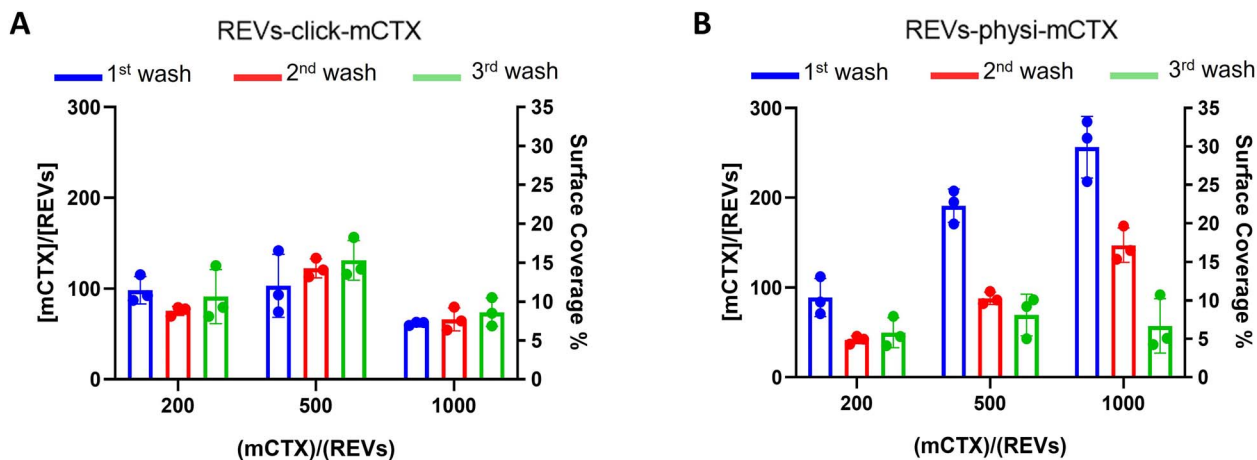 A
REVs-click-mCTX
1st wash 2nd wash 3rd wash
[mCTX]/[REVs]
300
200
100
0
35
30
25
20
15
10
5
0
Surface Coverage %
200 500 1000
(mCTX)/(REVs)
B
REVs-physi-mCTX
1st wash 2nd wash 3rd wash
[mCTX]/[REVs]
300
200
100
0
35
30
25
20
15
10
5
0
Surface Coverage %
200 500 1000
(mCTX)/(REVs)